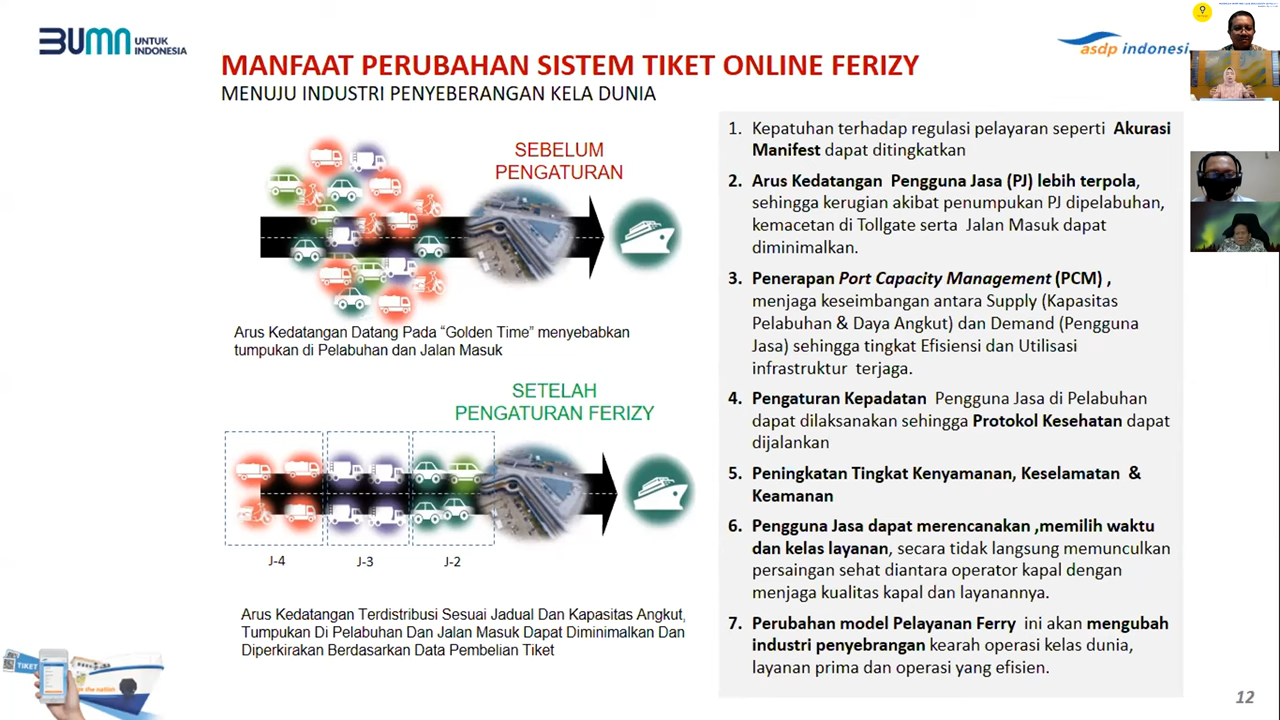 BUMN
UNTUK
INDONESIA
asdp indonesi
MANFAAT PERUBAHAN SISTEM TIKET ONLINE FERIZY
MENUJU INDUSTRI PENYEBERANGAN KELA DUNIA
SEBELUM
PENGATURAN
Arus Kedatangan Datang Pada “Golden Time” menyebabkan
tumpukan di Pelabuhan dan Jalan Masuk
SETELAH
PENGATURAN FERIZY
J-4
J-3
J-2
Arus Kedatangan Terdistribusi Sesuai Jadual Dan Kapasitas Angkut,
Tumpukan Di Pelabuhan Dan Jalan Masuk Dapat Diminimalkan Dan
Diperkirakan Berdasarkan Data Pembelian Tiket
1. Kepatuhan terhadap regulasi pelayaran seperti Akurasi
Manifest dapat ditingkatkan
2. Arus Kedatangan Pengguna Jasa (PJ) lebih terpola,
sehingga kerugian akibat penumpukan PJ dipelabuhan,
kemacetan di Tollgate serta Jalan Masuk dapat
diminimalkan.
3. Penerapan Port Capacity Management (PCM) ,
menjaga keseimbangan antara Supply (Kapasitas
Pelabuhan & Daya Angkut) dan Demand (Pengguna
Jasa) sehingga tingkat Efisiensi dan Utilisasi
infrastruktur terjaga.
4. Pengaturan Kepadatan Pengguna Jasa di Pelabuhan
dapat dilaksanakan sehingga Protokol Kesehatan dapat
dijalankan
5. Peningkatan Tingkat Kenyamanan, Keselamatan &
Keamanan
6. Pengguna Jasa dapat merencanakan ,memilih waktu
dan kelas layanan, secara tidak langsung memunculkan
persaingan sehat diantara operator kapal dengan
menjaga kualitas kapal dan layanannya.
7. Perubahan model Pelayanan Ferry ini akan mengubah
industri penyebrangan kearah operasi kelas dunia,
layanan prima dan operasi yang efisien.
TIKET
the nation
12